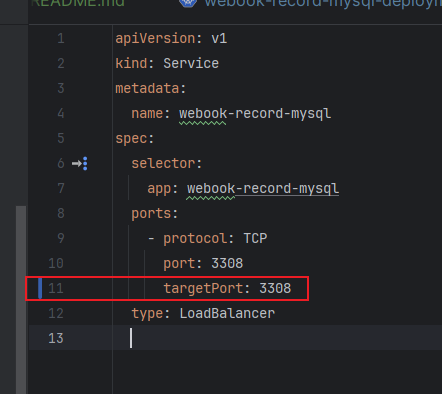 README.md
webook-record-mysql-deploym
1 apiVersion: v1
2 kind: Service
3 metadata:
4   name: webook-record-mysql
5 spec:
6   selector:
7     app: webook-record-mysql
8   ports:
9     - protocol: TCP
10       port: 3308
11       targetPort: 3308
12   type: LoadBalancer
13